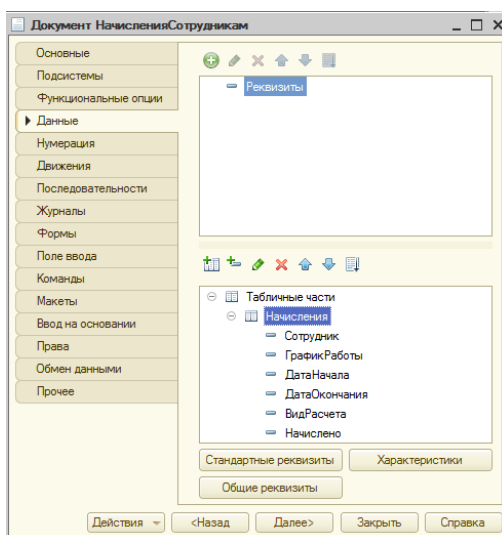 Документ НачисленияСотрудникам
Основные
Подсистемы
Функциональные опции
Данные
Нумерация
Движения
Последовательности
Журналы
Формы
Поле ввода
Команды
Макеты
Ввод на основании
Права
Обмен данными
Прочее
Реквизиты
Табличные части
Начисления
Сотрудник
ГрафикРаботы
ДатаНачала
ДатаОкончания
ВидРасчета
Начислено
Стандартные реквизиты
Характеристики
Общие реквизиты
Действия
<Назад
Далее>
Закрыть
Справка